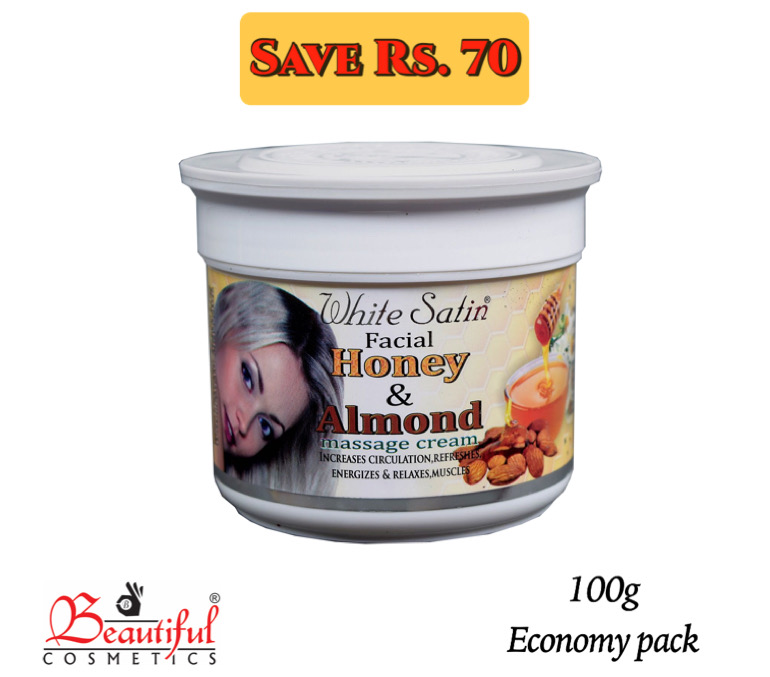 SAVE RS. 70
White Satin®
Facial
Honey
&
Almond
massage cream
INCREASES CIRCULATION,REFRESHES,
ENERGIZES & RELAXES,MUSCLES
100g
Economy pack
Beautiful®
COSMETICS